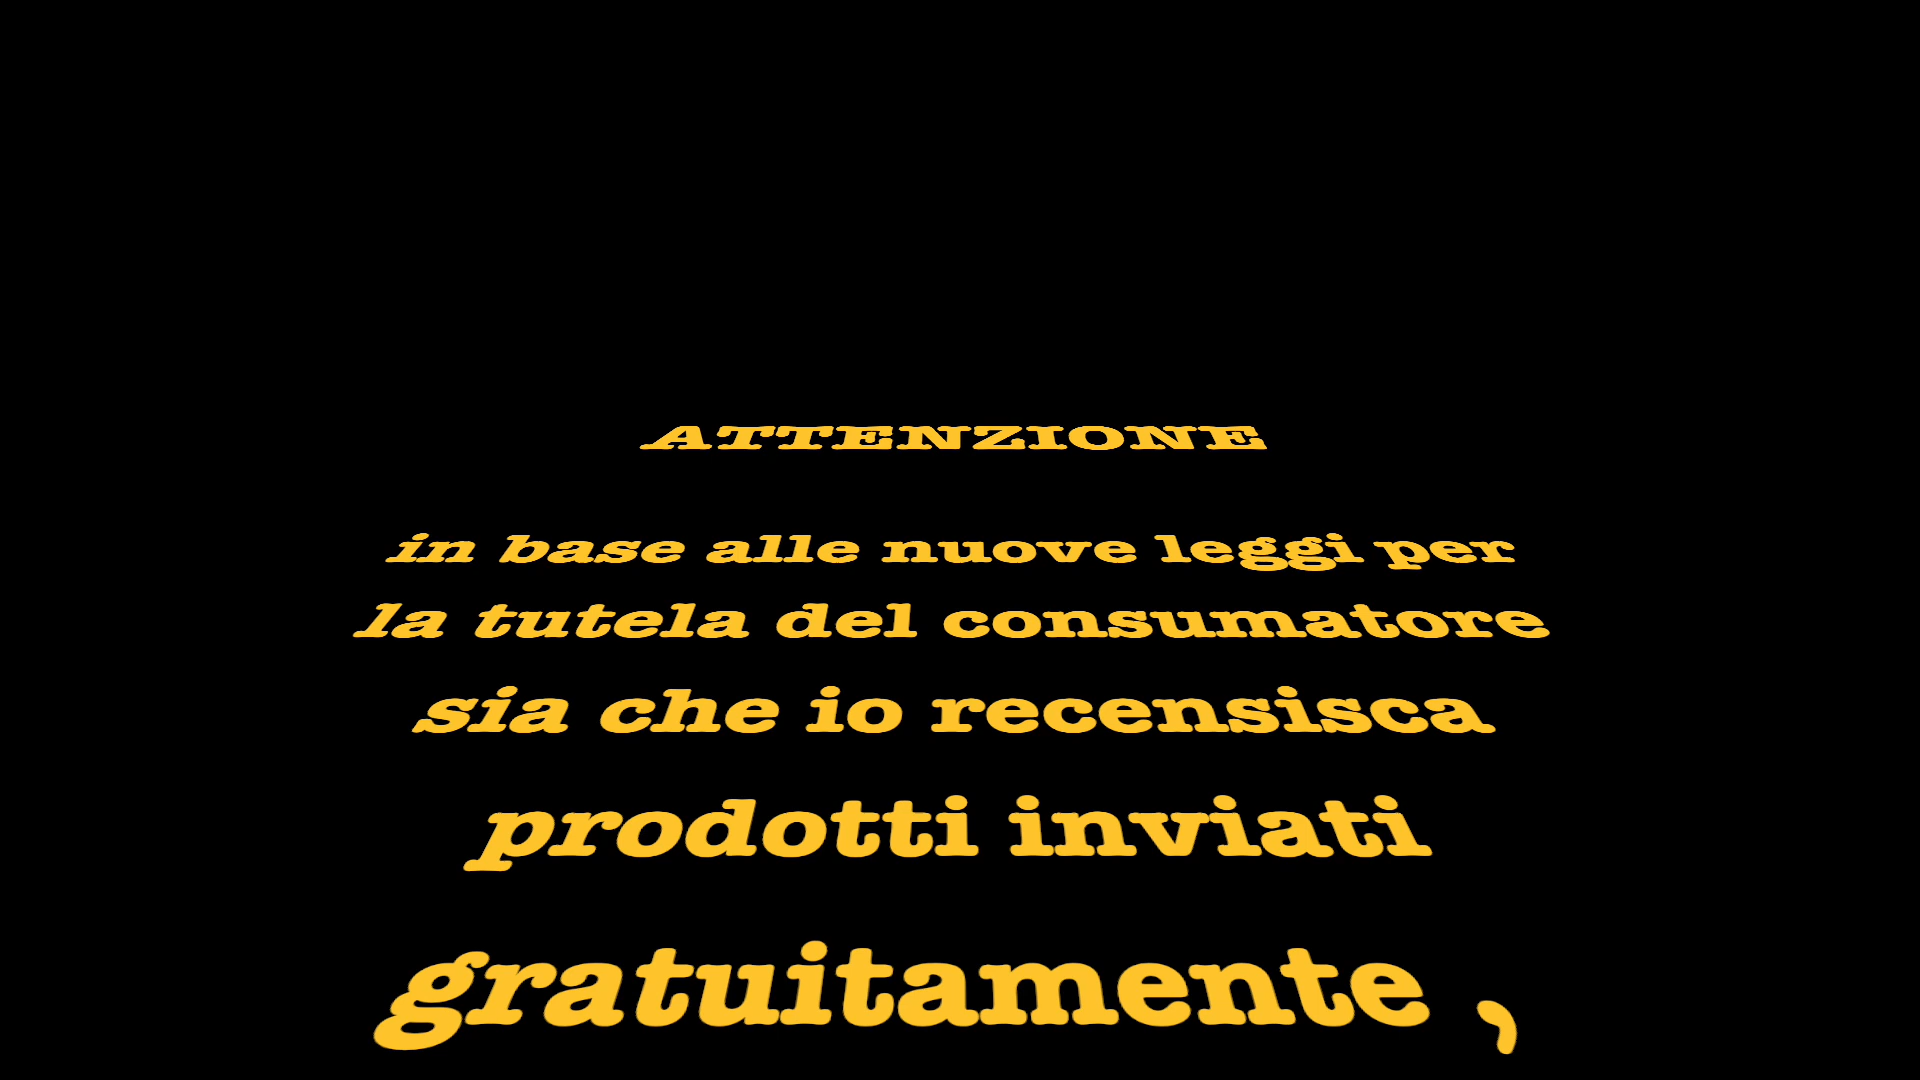 ATTENZIONE
in base alle nuove leggi per
la tutela del consumatore
sia che io recensisca
prodotti inviati
gratuitamente ,